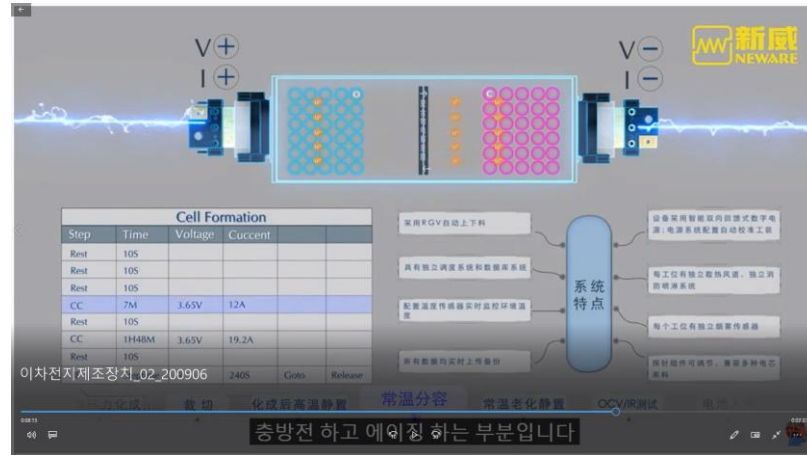 V+
I+
V−
I−
新威
NEWARE
Cell Formation
Step Time Voltage Cuccent
Rest 10S
Rest 10S
Rest 10S
CC 7M 3.65V 12A
Rest 10S
CC 1H48M 3.65V 19.2A
Rest 10S
240S Goto Release
采用RGV自动上下料
具有独立调度系统和数据库系统
配置温度传感器实时监控环境温度
所有数据均实时上传备份
系统
特点
设备采用智能双向回馈式数字电
源;电源系统配置自动校准工装
每工位有独立散热风道、独立消
防喷淋系统
每个工位有独立烟雾传感器
探针组件可调节,兼容多种电芯
来料
이차전지제조장치_02_200906
裁切 化成后高温静置 常温分容 常温老化静置 OCV/IR测试
충방전 하고 에이징 하는 부분입니다